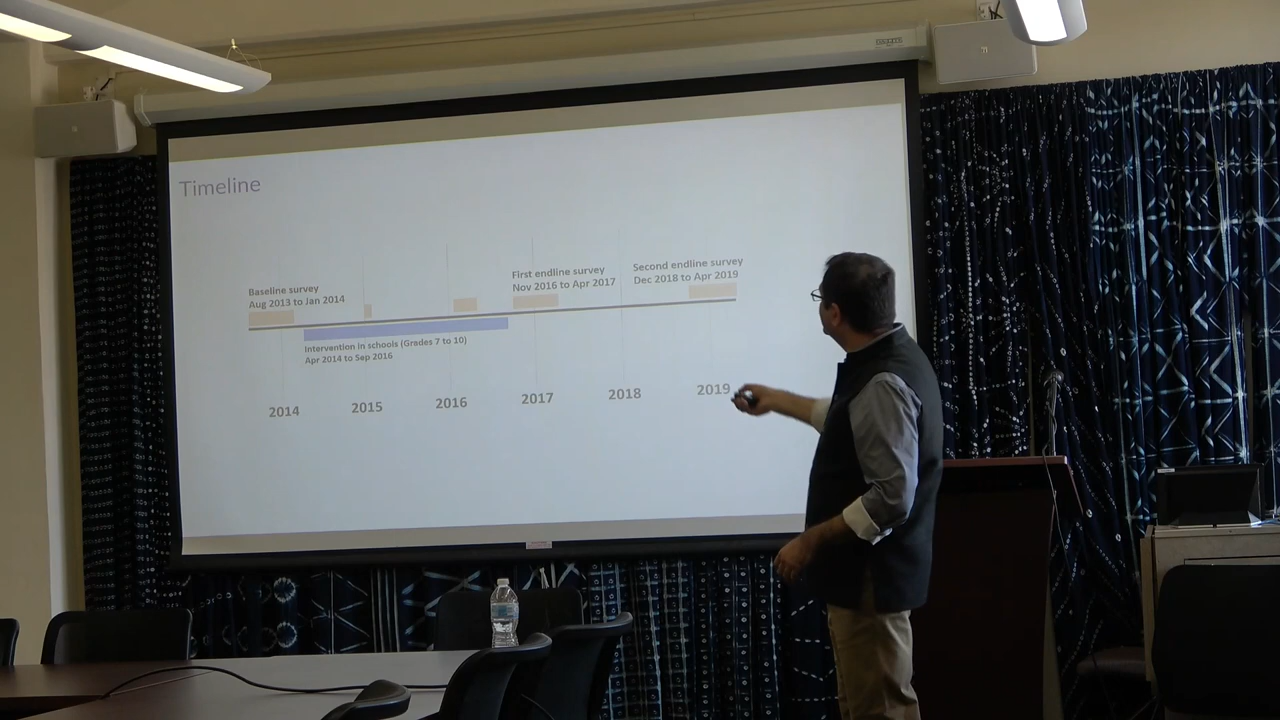 Timeline
Baseline survey
Aug 2013 to Jan 2014
First endline survey
Nov 2016 to Apr 2017
Second endline survey
Dec 2018 to Apr 2019
Intervention in schools (Grades 7 to 10)
Apr 2014 to Sep 2016
2014 2015 2016 2017 2018 2019